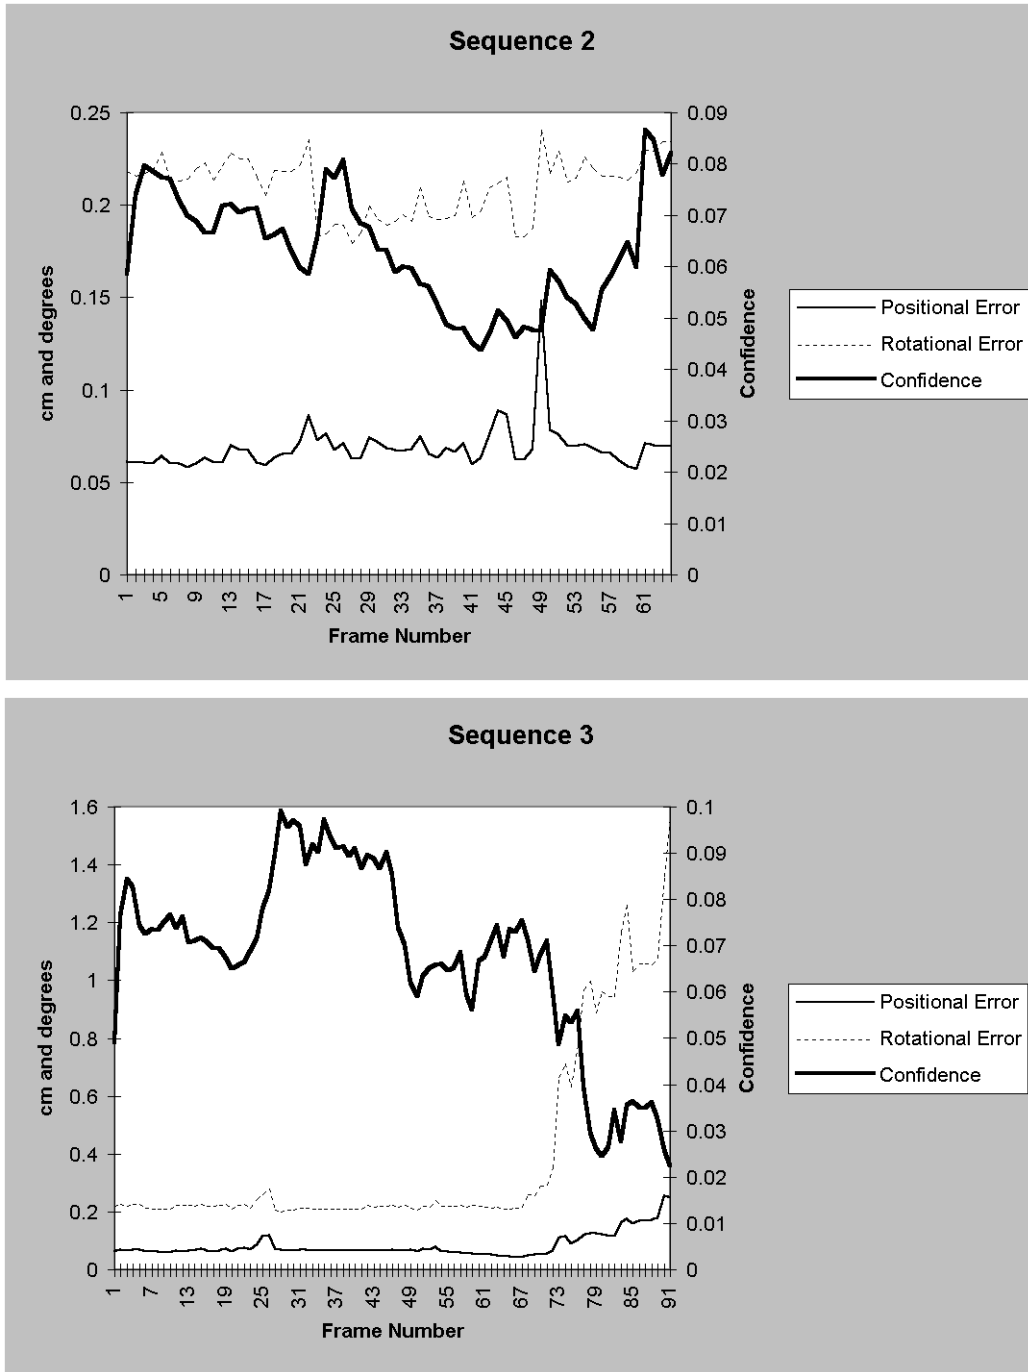 Sequence 2
0.25
0.2
0.15
0.1
0.05
0
cm and degrees
0.09
0.08
0.07
0.06
0.05
0.04
0.03
0.02
0.01
0
Confidence
1 5 9 13 17 21 25 29 33 37 41 45 49 53 57 61
Frame Number
Positional Error
Rotational Error
Confidence
Sequence 3
1.6
1.4
1.2
1
0.8
0.6
0.4
0.2
0
cm and degrees
0.1
0.09
0.08
0.07
0.06
0.05
0.04
0.03
0.02
0.01
0
Confidence
1 7 13 19 25 31 37 43 49 55 61 67 73 79 85 91
Frame Number
Positional Error
Rotational Error
Confidence